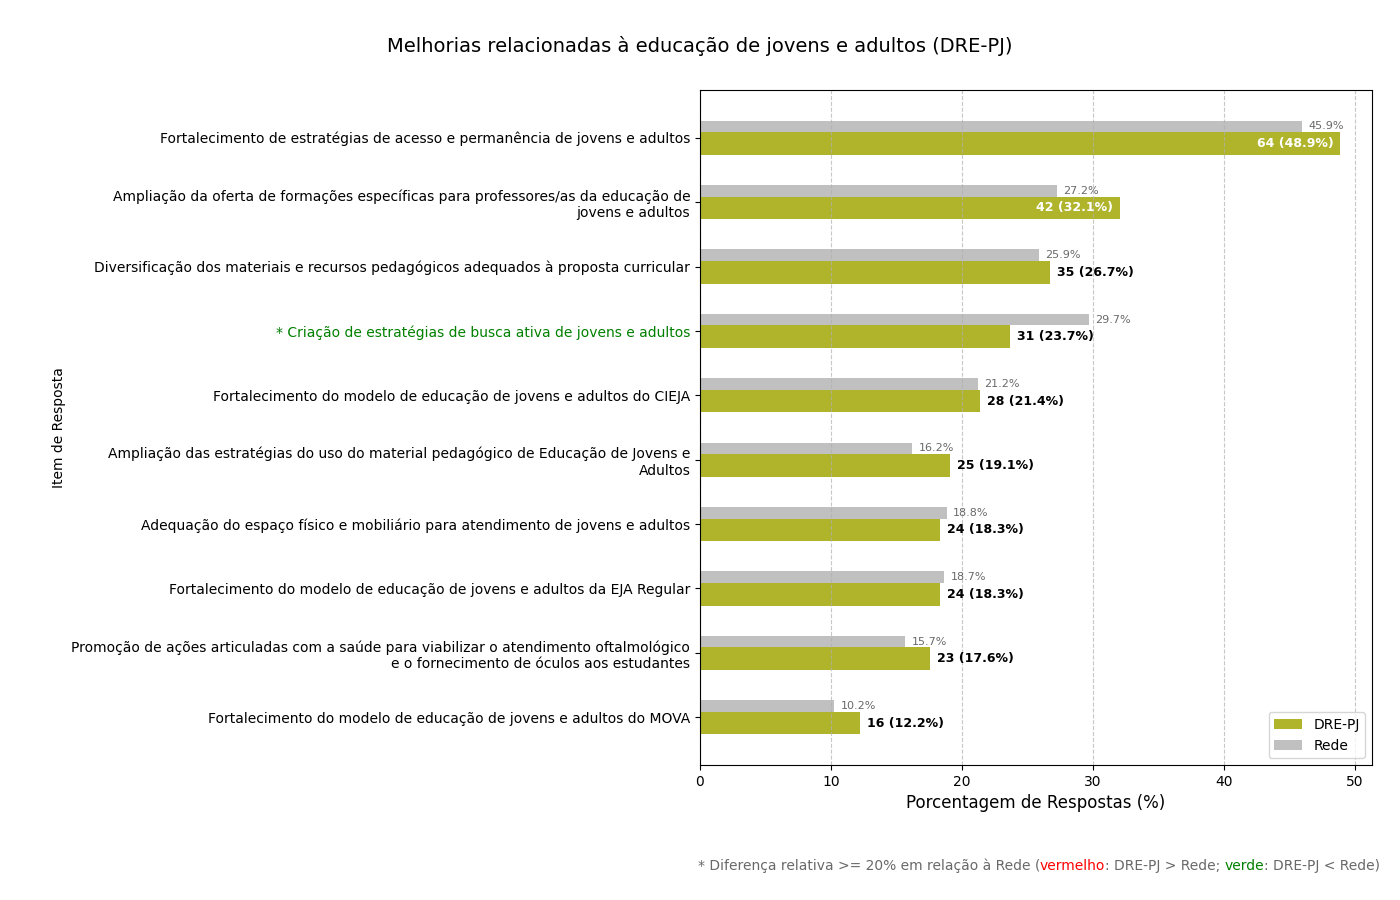 Melhorias relacionadas à educação de jovens e adultos (DRE-PJ)
Item de Resposta
Fortalecimento de estratégias de acesso e permanência de jovens e adultos
45.9%
64 (48.9%)
Ampliação da oferta de formações específicas para professores/as da educação de
jovens e adultos
27.2%
42 (32.1%)
Diversificação dos materiais e recursos pedagógicos adequados à proposta curricular
25.9%
35 (26.7%)
* Criação de estratégias de busca ativa de jovens e adultos
29.7%
31 (23.7%)
Fortalecimento do modelo de educação de jovens e adultos do CIEJA
21.2%
28 (21.4%)
Ampliação das estratégias do uso do material pedagógico de Educação de Jovens e
Adultos
16.2%
25 (19.1%)
Adequação do espaço físico e mobiliário para atendimento de jovens e adultos
18.8%
24 (18.3%)
Fortalecimento do modelo de educação de jovens e adultos da EJA Regular
18.7%
24 (18.3%)
Promoção de ações articuladas com a saúde para viabilizar o atendimento oftalmológico
e o fornecimento de óculos aos estudantes
15.7%
23 (17.6%)
Fortalecimento do modelo de educação de jovens e adultos do MOVA
10.2%
16 (12.2%)
DRE-PJ
Rede
0 10 20 30 40 50
Porcentagem de Respostas (%)
* Diferença relativa >= 20% em relação à Rede (vermelho: DRE-PJ > Rede; verde: DRE-PJ < Rede)